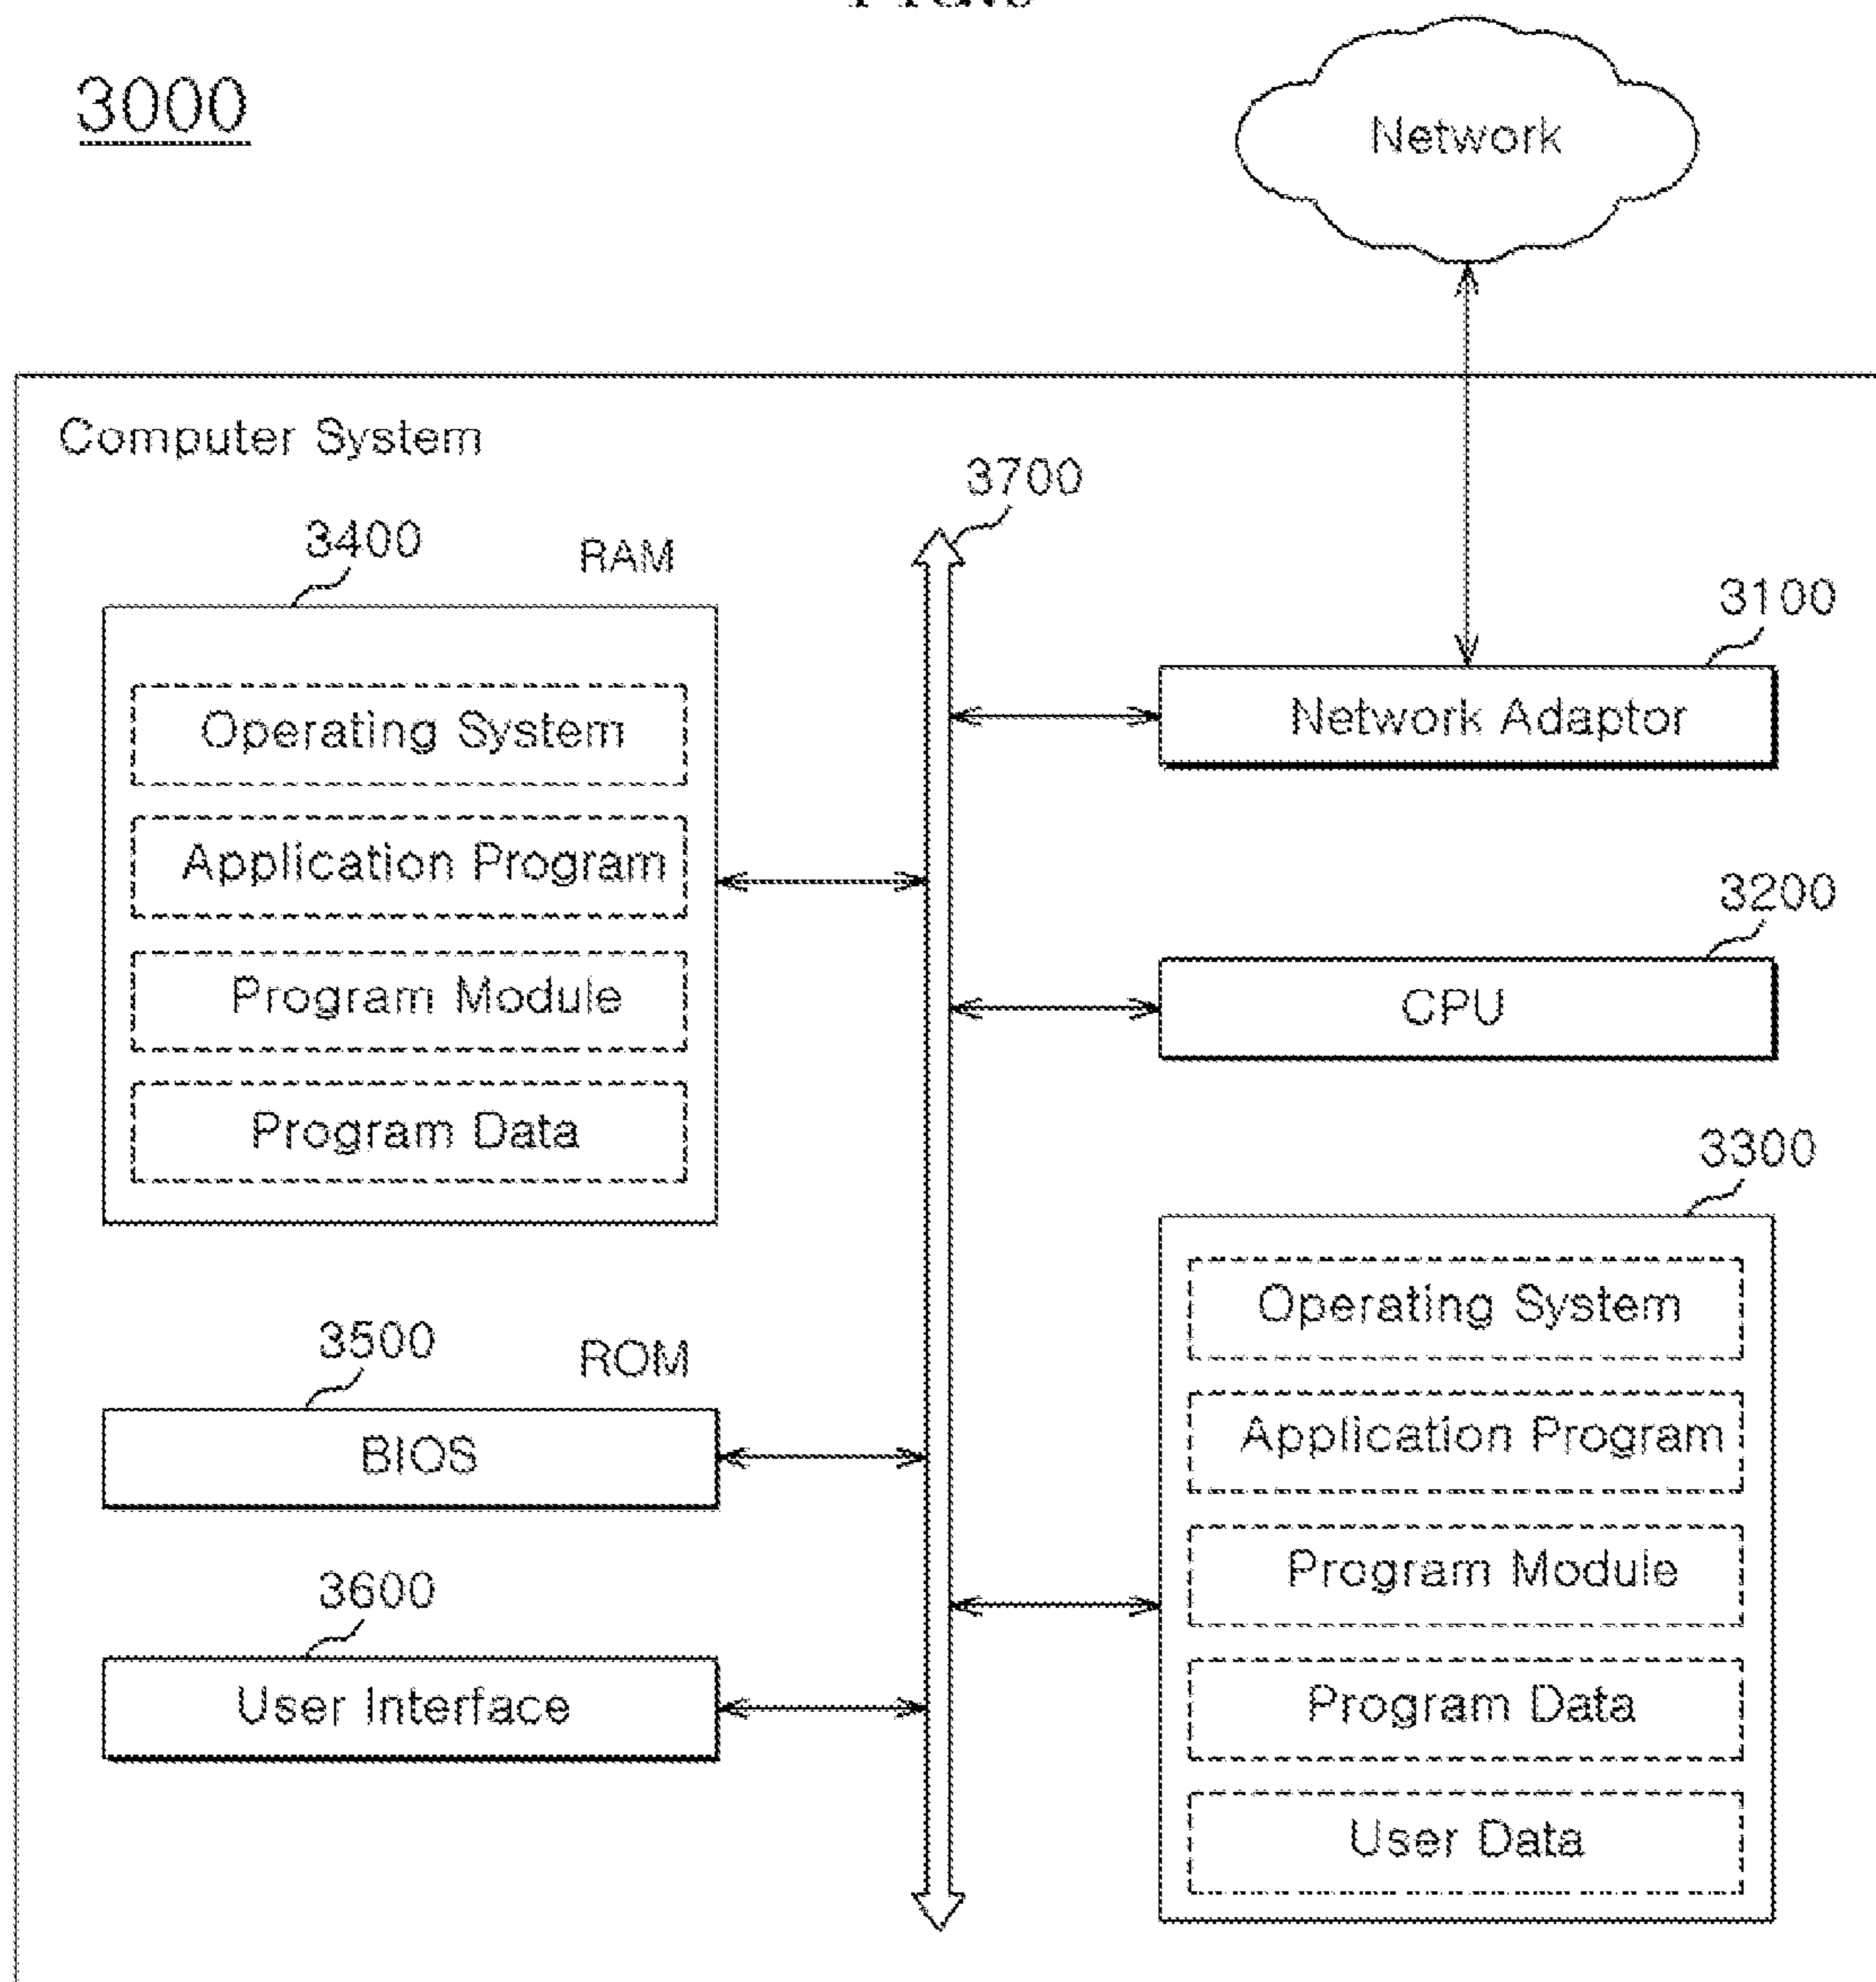 3000
Network
Computer System
3700
3400
RAM
Operating System
Application Program
Program Module
Program Data
3100
Network Adaptor
3200
CPU
3300
Operating System
Application Program
Program Module
Program Data
User Data
3500
ROM
BIOS
3600
User Interface